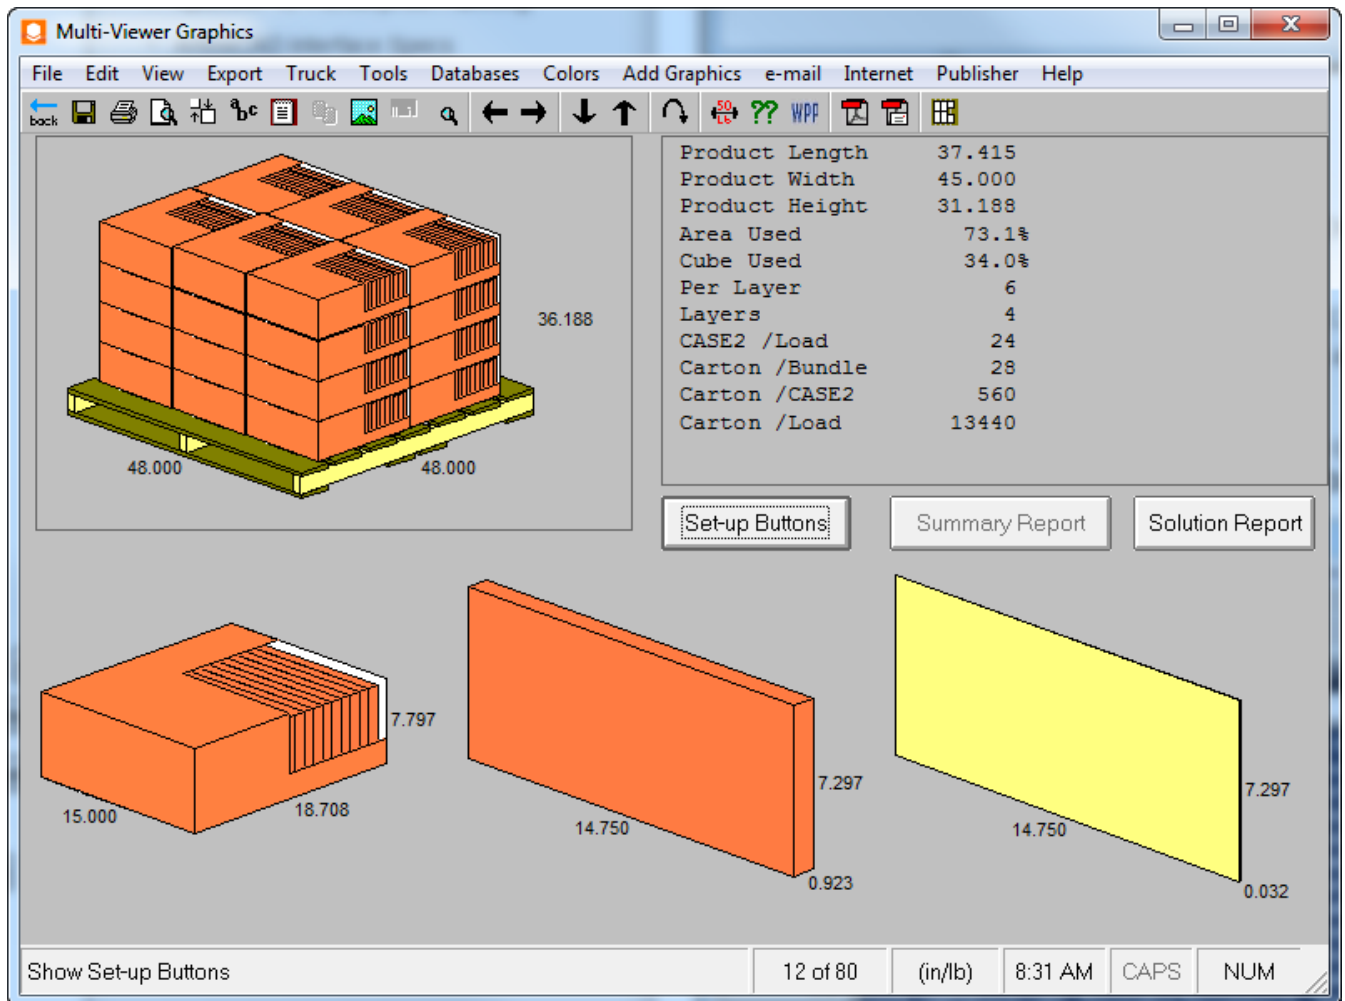 Multi-Viewer Graphics
File Edit View Export Truck Tools Databases Colors Add Graphics e-mail Internet Publisher Help
back abc 50 Lb ?? WPP
Product Length 37.415
Product Width 45.000
Product Height 31.188
Area Used 73.1%
Cube Used 34.0%
Per Layer 6
Layers 4
CASE2 /Load 24
Carton /Bundle 28
Carton /CASE2 560
Carton /Load 13440
36.188
48.000 48.000
Set-up Buttons Summary Report Solution Report
7.797
15.000 18.708
7.297
14.750
0.923
7.297
14.750
0.032
Show Set-up Buttons 12 of 80 (in/lb) 8:31 AM CAPS NUM